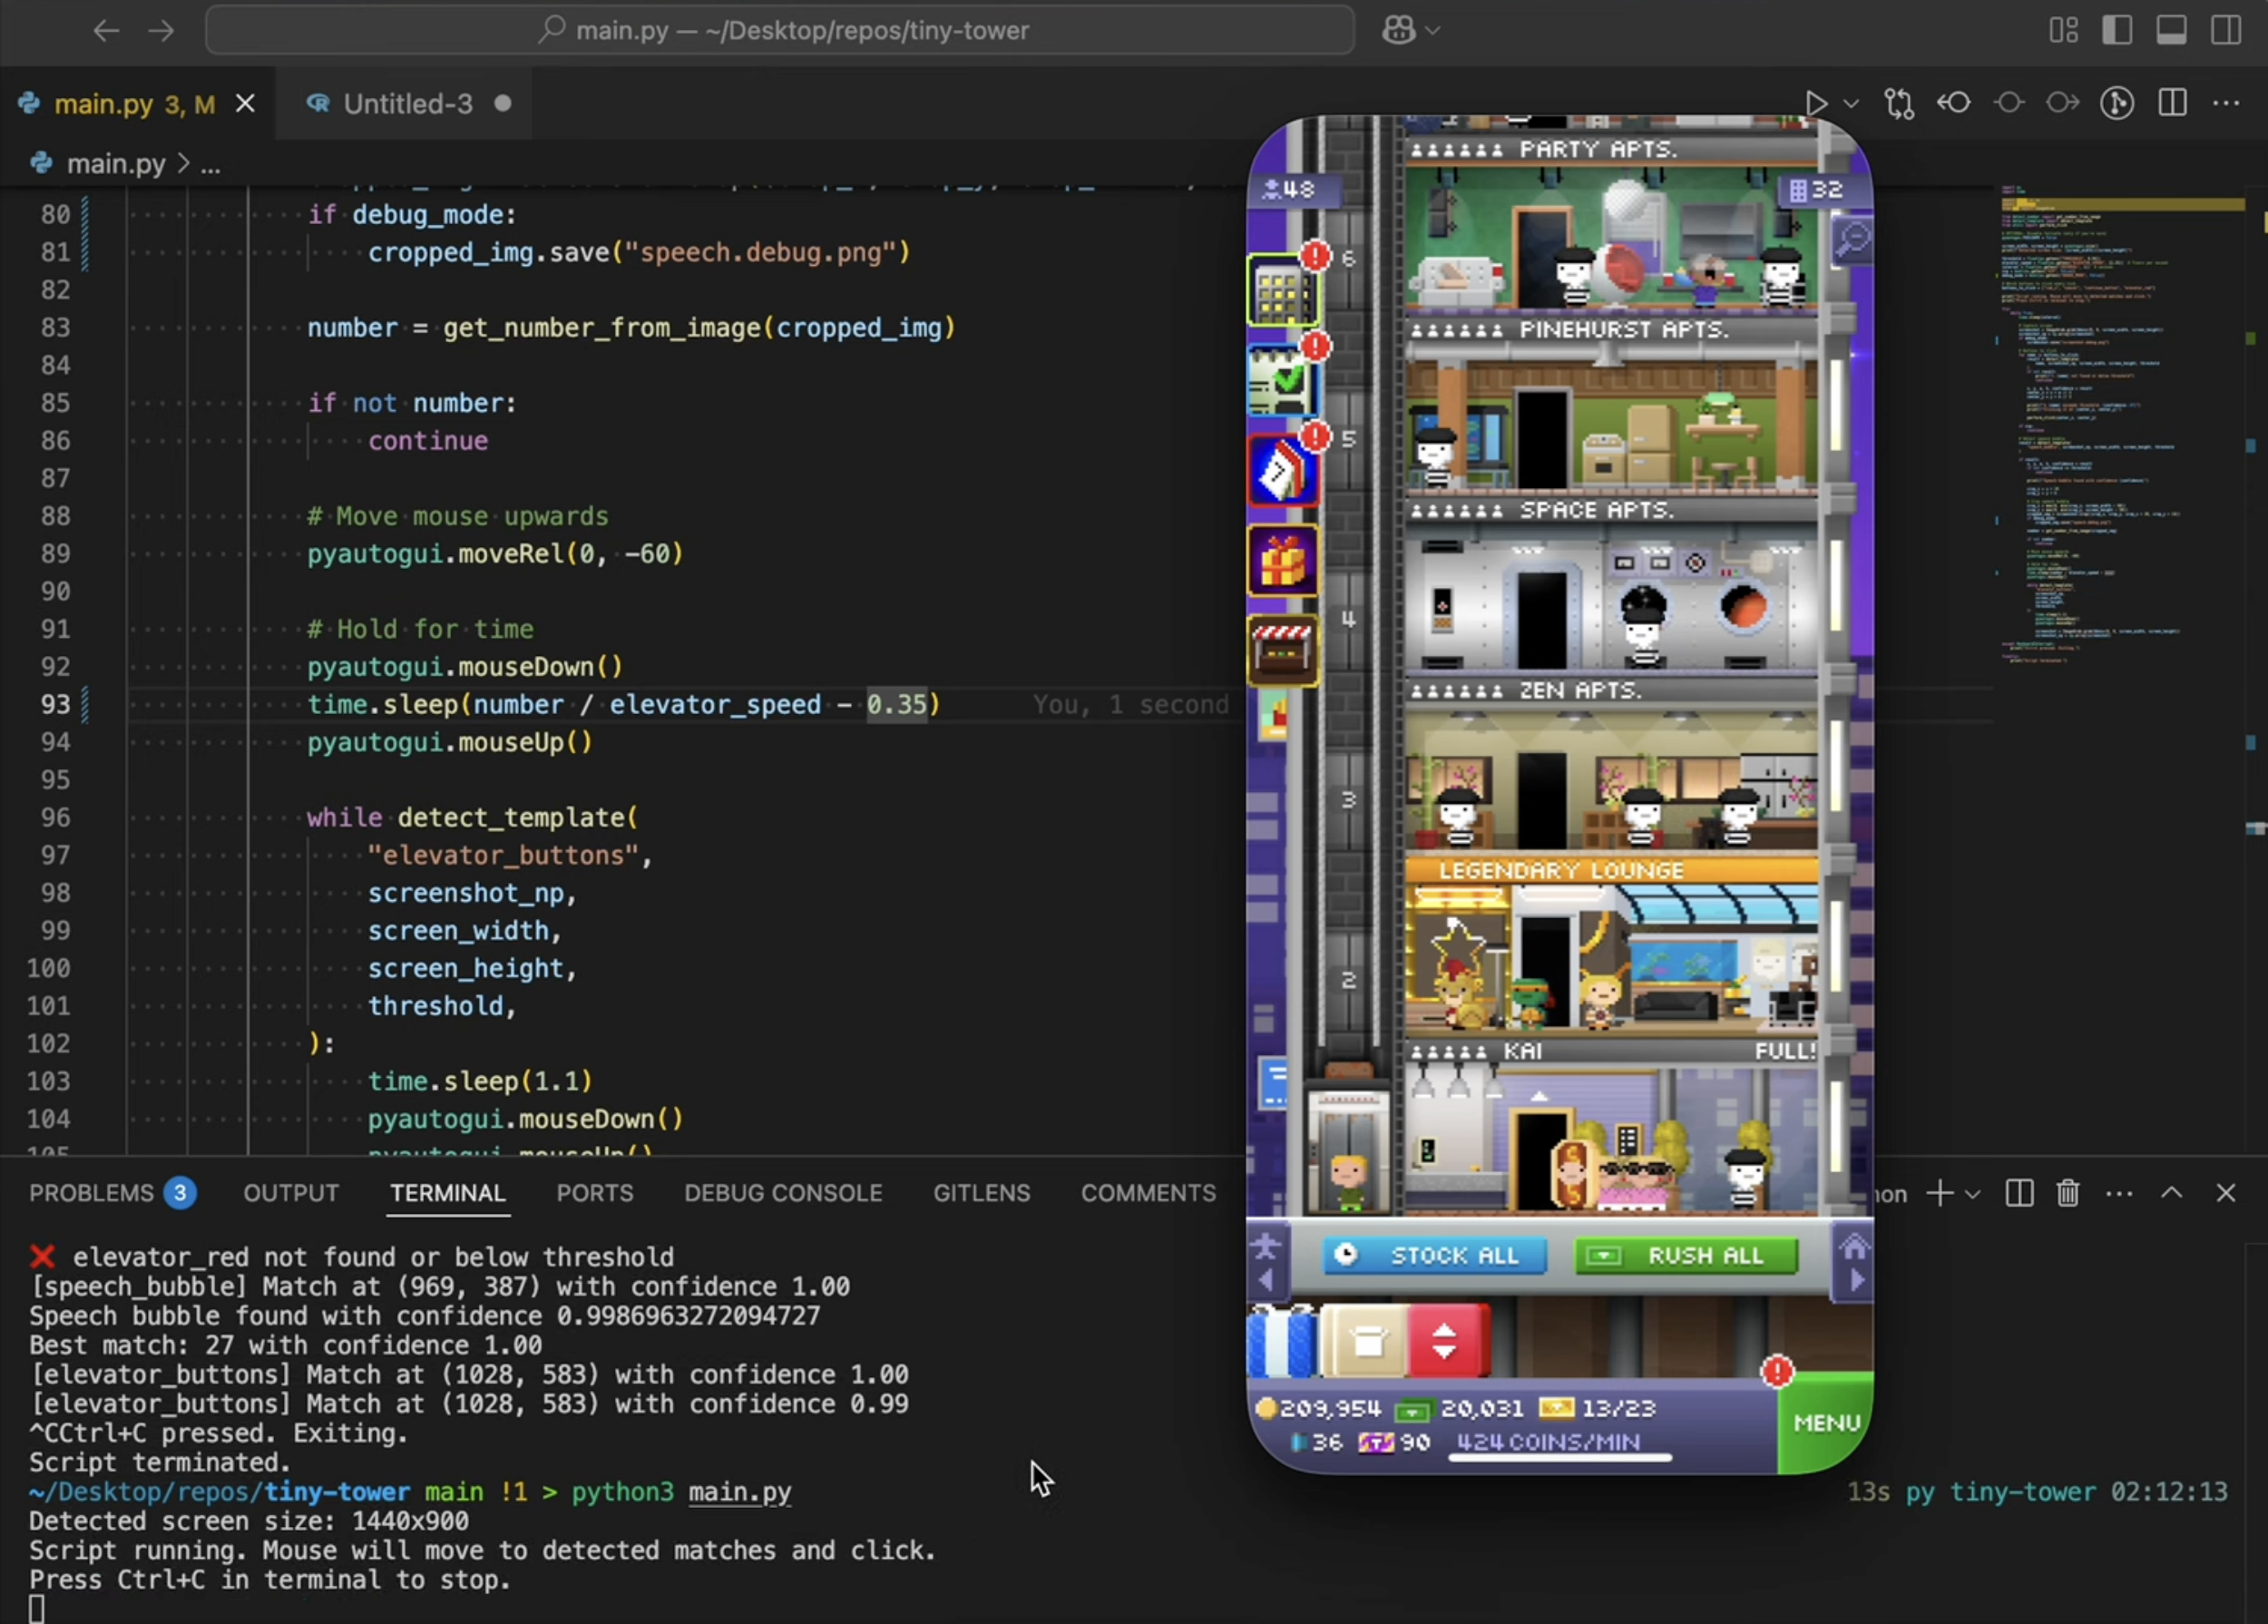 main.py — ~/Desktop/repos/tiny-tower
main.py 3, M
Untitled-3
main.py > ...
80 if debug_mode:
81 cropped_img.save("speech.debug.png")
82
83 number = get_number_from_image(cropped_img)
84
85 if not number:
86 continue
87
88 # Move mouse upwards
89 pyautogui.moveRel(0, -60)
90
91 # Hold for time
92 pyautogui.mouseDown()
93 time.sleep(number / elevator_speed - 0.35) You, 1 second
94 pyautogui.mouseUp()
95
96 while detect_template(
97 "elevator_buttons",
98 screenshot_np,
99 screen_width,
100 screen_height,
101 threshold,
102 ):
103 time.sleep(1.1)
104 pyautogui.mouseDown()
105 pyautogui.mouseUp()
PARTY APTS.
48
32
6
PINEHURST APTS.
5
SPACE APTS.
4
ZEN APTS.
3
LEGENDARY LOUNGE
2
KAI FULL!
STOCK ALL
RUSH ALL
209,954 20,031 13/23
36 90 424 COINS/MIN
MENU
PROBLEMS 3 OUTPUT TERMINAL PORTS DEBUG CONSOLE GITLENS COMMENTS
❌ elevator_red not found or below threshold
[speech_bubble] Match at (969, 387) with confidence 1.00
Speech bubble found with confidence 0.9986963272094727
Best match: 27 with confidence 1.00
[elevator_buttons] Match at (1028, 583) with confidence 1.00
[elevator_buttons] Match at (1028, 583) with confidence 0.99
^CCtrl+C pressed. Exiting.
Script terminated.
~/Desktop/repos/tiny-tower main !1 > python3 main.py 13s py tiny-tower 02:12:13
Detected screen size: 1440x900
Script running. Mouse will move to detected matches and click.
Press Ctrl+C in terminal to stop.